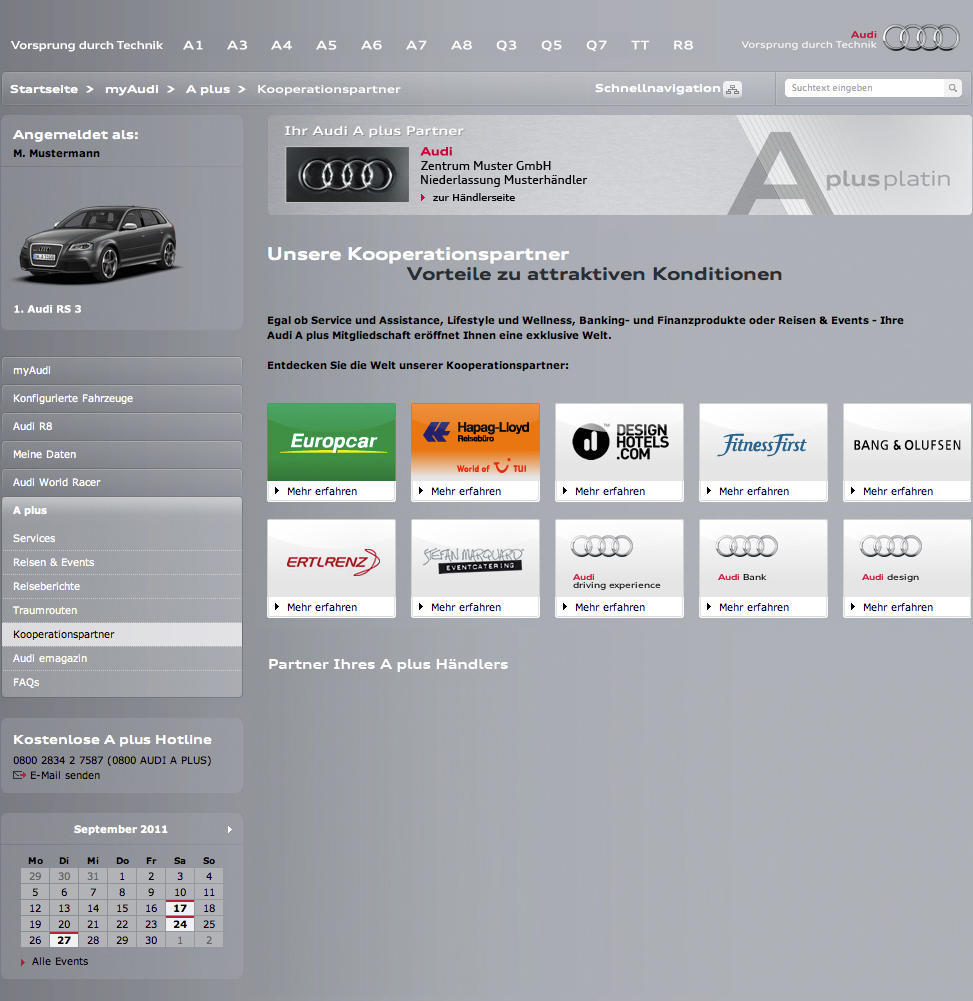 Vorsprung durch Technik A1 A3 A4 A5 A6 A7 A8 Q3 Q5 Q7 TT R8
Audi
Vorsprung durch Technik
Startseite > myAudi > A plus > Kooperationspartner
Schnellnavigation
Suchtext eingeben
Angemeldet als:
M. Mustermann
1. Audi RS 3
Ihr Audi A plus Partner
Audi
Zentrum Muster GmbH
Niederlassung Musterhändler
zur Händlerseite
A plus platin
Unsere Kooperationspartner
Vorteile zu attraktiven Konditionen
Egal ob Service und Assistance, Lifestyle und Wellness, Banking- und Finanzprodukte oder Reisen & Events - Ihre
Audi A plus Mitgliedschaft eröffnet Ihnen eine exklusive Welt.
Entdecken Sie die Welt unserer Kooperationspartner:
myAudi
Konfigurierte Fahrzeuge
Audi R8
Meine Daten
Audi World Racer
A plus
Services
Reisen & Events
Reiseberichte
Traumrouten
Kooperationspartner
Audi emagazin
FAQs
Europcar
Mehr erfahren
Hapag-Lloyd
Reisebüro
World of TUI
Mehr erfahren
DESIGN
HOTELS
.COM
TM
Mehr erfahren
Fitness First
Mehr erfahren
BANG & OLUFSEN
Mehr erfahren
ERTLRENZ
Mehr erfahren
STEFAN MARQUARD
EVENTCATERING
Mehr erfahren
Audi
driving experience
Mehr erfahren
Audi Bank
Mehr erfahren
Audi design
Mehr erfahren
Partner Ihres A plus Händlers
Kostenlose A plus Hotline
0800 2834 2 7587 (0800 AUDI A PLUS)
E-Mail senden
September 2011
Mo Di Mi Do Fr Sa So
29 30 31 1 2 3 4
5 6 7 8 9 10 11
12 13 14 15 16 17 18
19 20 21 22 23 24 25
26 27 28 29 30 1 2
Alle Events